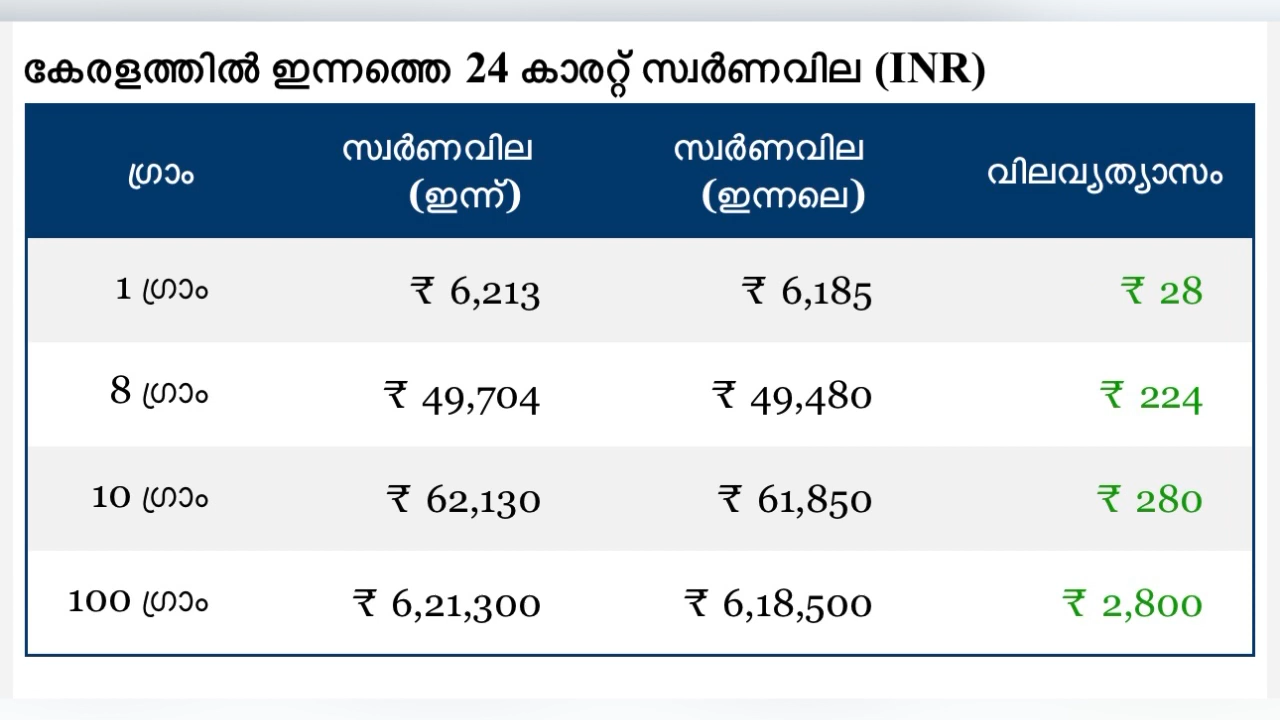 കേരളത്തിൽ ഇന്നത്തെ 24 കാരറ്റ് സ്വർണവില (INR)
ഗ്രാം സ്വർണവില (ഇന്ന്) സ്വർണവില (ഇന്നലെ) വിലവ്യത്യാസം
1 ഗ്രാം ₹ 6,213 ₹ 6,185 ₹ 28
8 ഗ്രാം ₹ 49,704 ₹ 49,480 ₹ 224
10 ഗ്രാം ₹ 62,130 ₹ 61,850 ₹ 280
100 ഗ്രാം ₹ 6,21,300 ₹ 6,18,500 ₹ 2,800